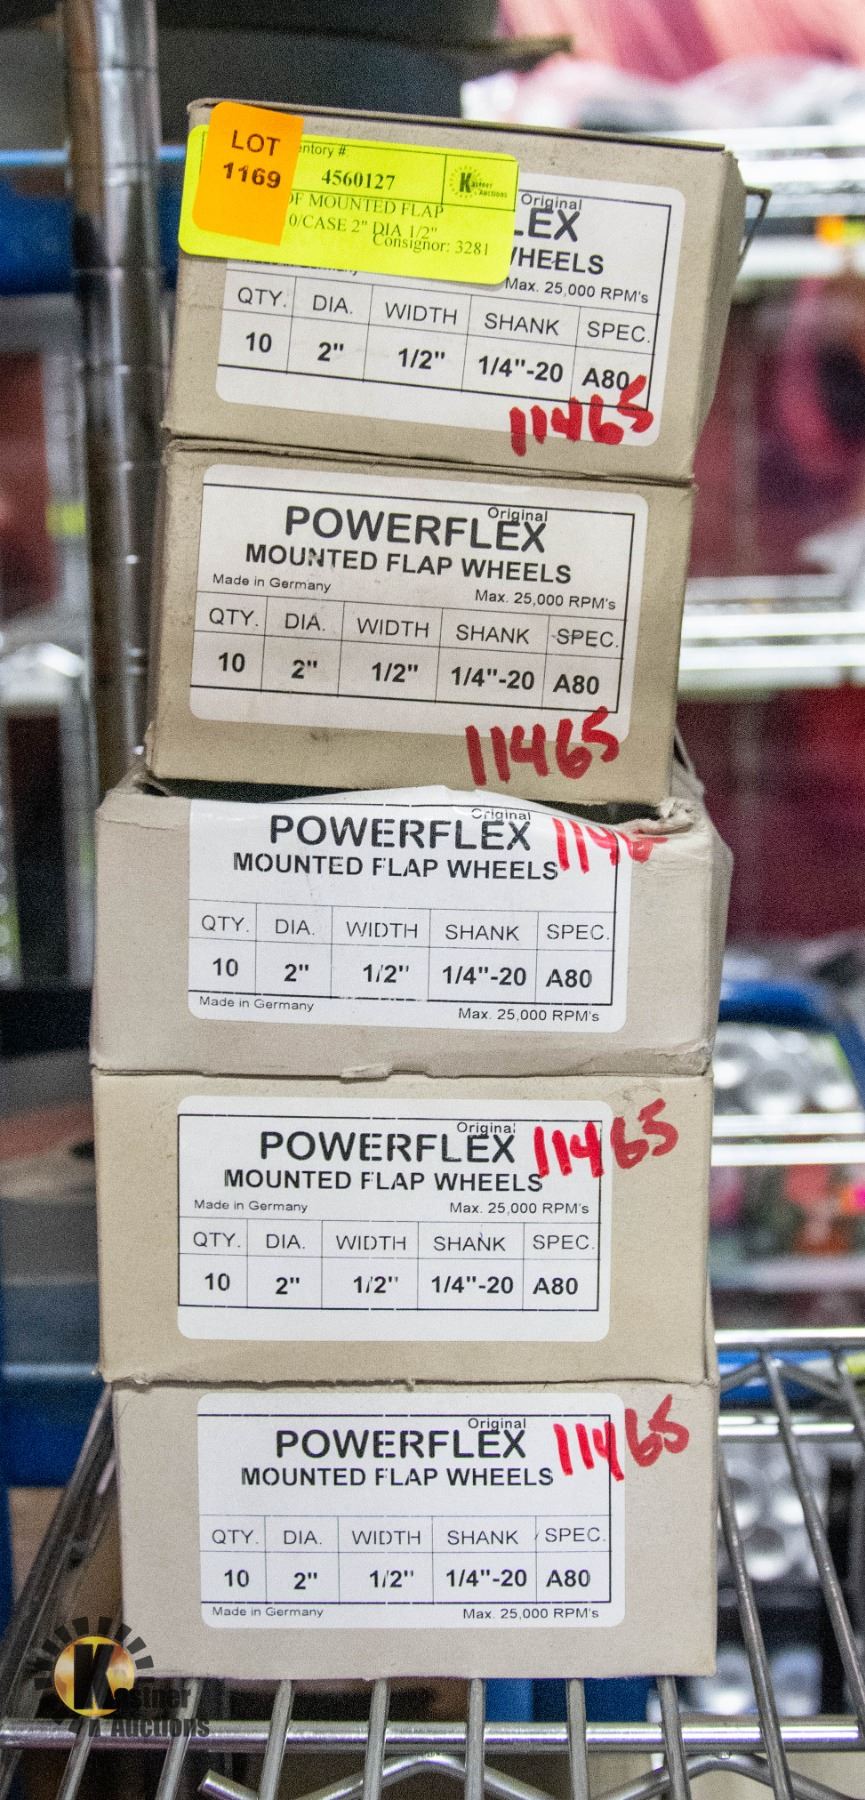 LOT
1169
entory #:
4560127
Kastner
Auctions
OF MOUNTED FLAP
0/CASE 2" DIA 1/2"
Consignor: 3281
Original
LEX
WHEELS
Max. 25,000 RPM's
QTY. DIA. WIDTH SHANK SPEC.
10 2" 1/2" 1/4"-20 A80
11465
Original
POWERFLEX
MOUNTED FLAP WHEELS
Made in Germany Max. 25,000 RPM's
QTY. DIA. WIDTH SHANK SPEC.
10 2" 1/2" 1/4"-20 A80
11465
Original
POWERFLEX
MOUNTED FLAP WHEELS
QTY. DIA. WIDTH SHANK SPEC.
10 2" 1/2" 1/4"-20 A80
Made in Germany Max. 25,000 RPM's
Original
POWERFLEX 11465
MOUNTED FLAP WHEELS
Made in Germany Max. 25,000 RPM's
QTY. DIA. WIDTH SHANK SPEC.
10 2" 1/2" 1/4"-20 A80
Original
POWERFLEX 11465
MOUNTED FLAP WHEELS
QTY. DIA. WIDTH SHANK SPEC.
10 2" 1/2" 1/4"-20 A80
Made in Germany Max. 25,000 RPM's
Kastner
Auctions